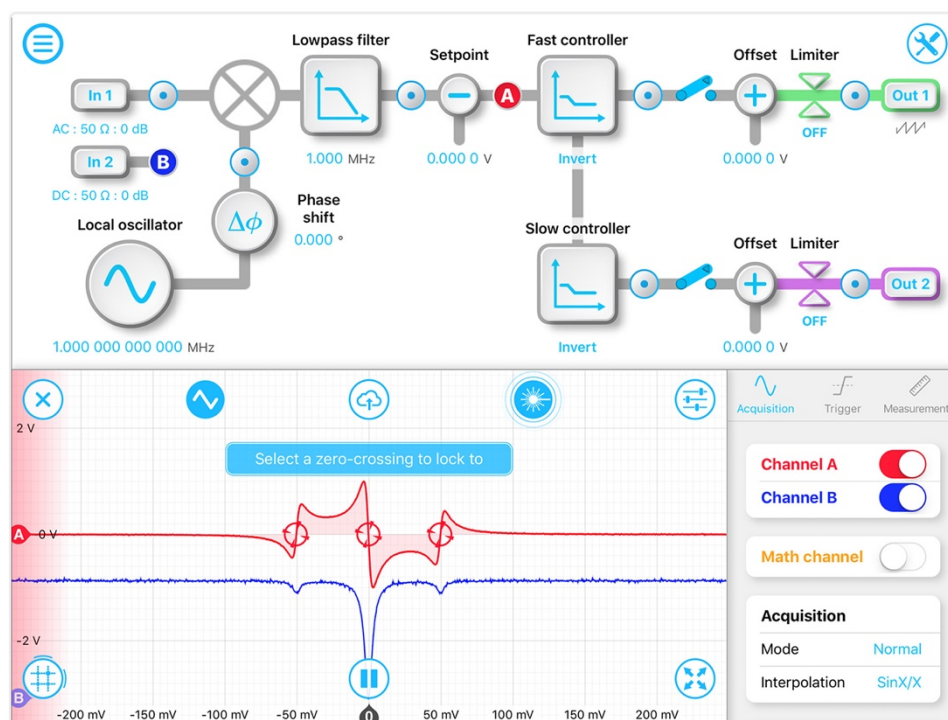 Lowpass filter
Setpoint
Fast controller
Offset
Limiter
In 1
A
Out 1
AC : 50 Ω : 0 dB
OFF
1.000 MHz
0.000 0 V
Invert
0.000 0 V
In 2
B
DC : 50 Ω : 0 dB
Phase
shift
0.000 °
Δϕ
Local oscillator
Slow controller
Offset
Limiter
Out 2
OFF
1.000 000 000 000 MHz
Invert
0.000 0 V
Acquisition
Trigger
Measurement
2 V
Select a zero-crossing to lock to
Channel A
Channel B
A
0 V
Math channel
Acquisition
-2 V
Mode
Normal
Interpolation
SinX/X
B
-200 mV
-150 mV
-100 mV
-50 mV
0
50 mV
100 mV
150 mV
200 mV